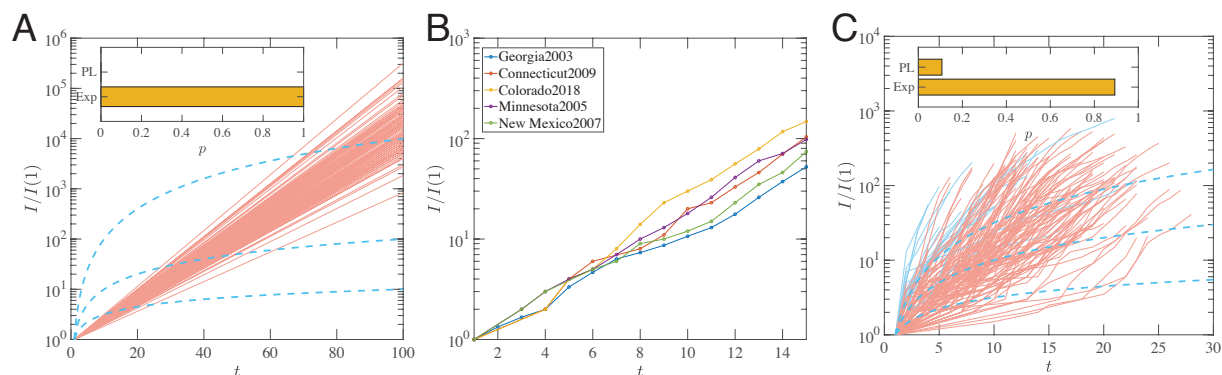 A
I/I(1)
10^6
10^5
10^4
10^3
10^2
10^1
10^0
PL
Exp
0 0.2 0.4 0.6 0.8 1
p
0 20 40 60 80 100
t
B
I/I(1)
10^3
10^2
10^1
10^0
Georgia2003
Connecticut2009
Colorado2018
Minnesota2005
New Mexico2007
2 4 6 8 10 12 14
t
C
I/I(1)
10^4
10^3
10^2
10^1
10^0
PL
Exp
0 0.2 0.4 0.6 0.8 1
p
5 10 15 20 25 30
t